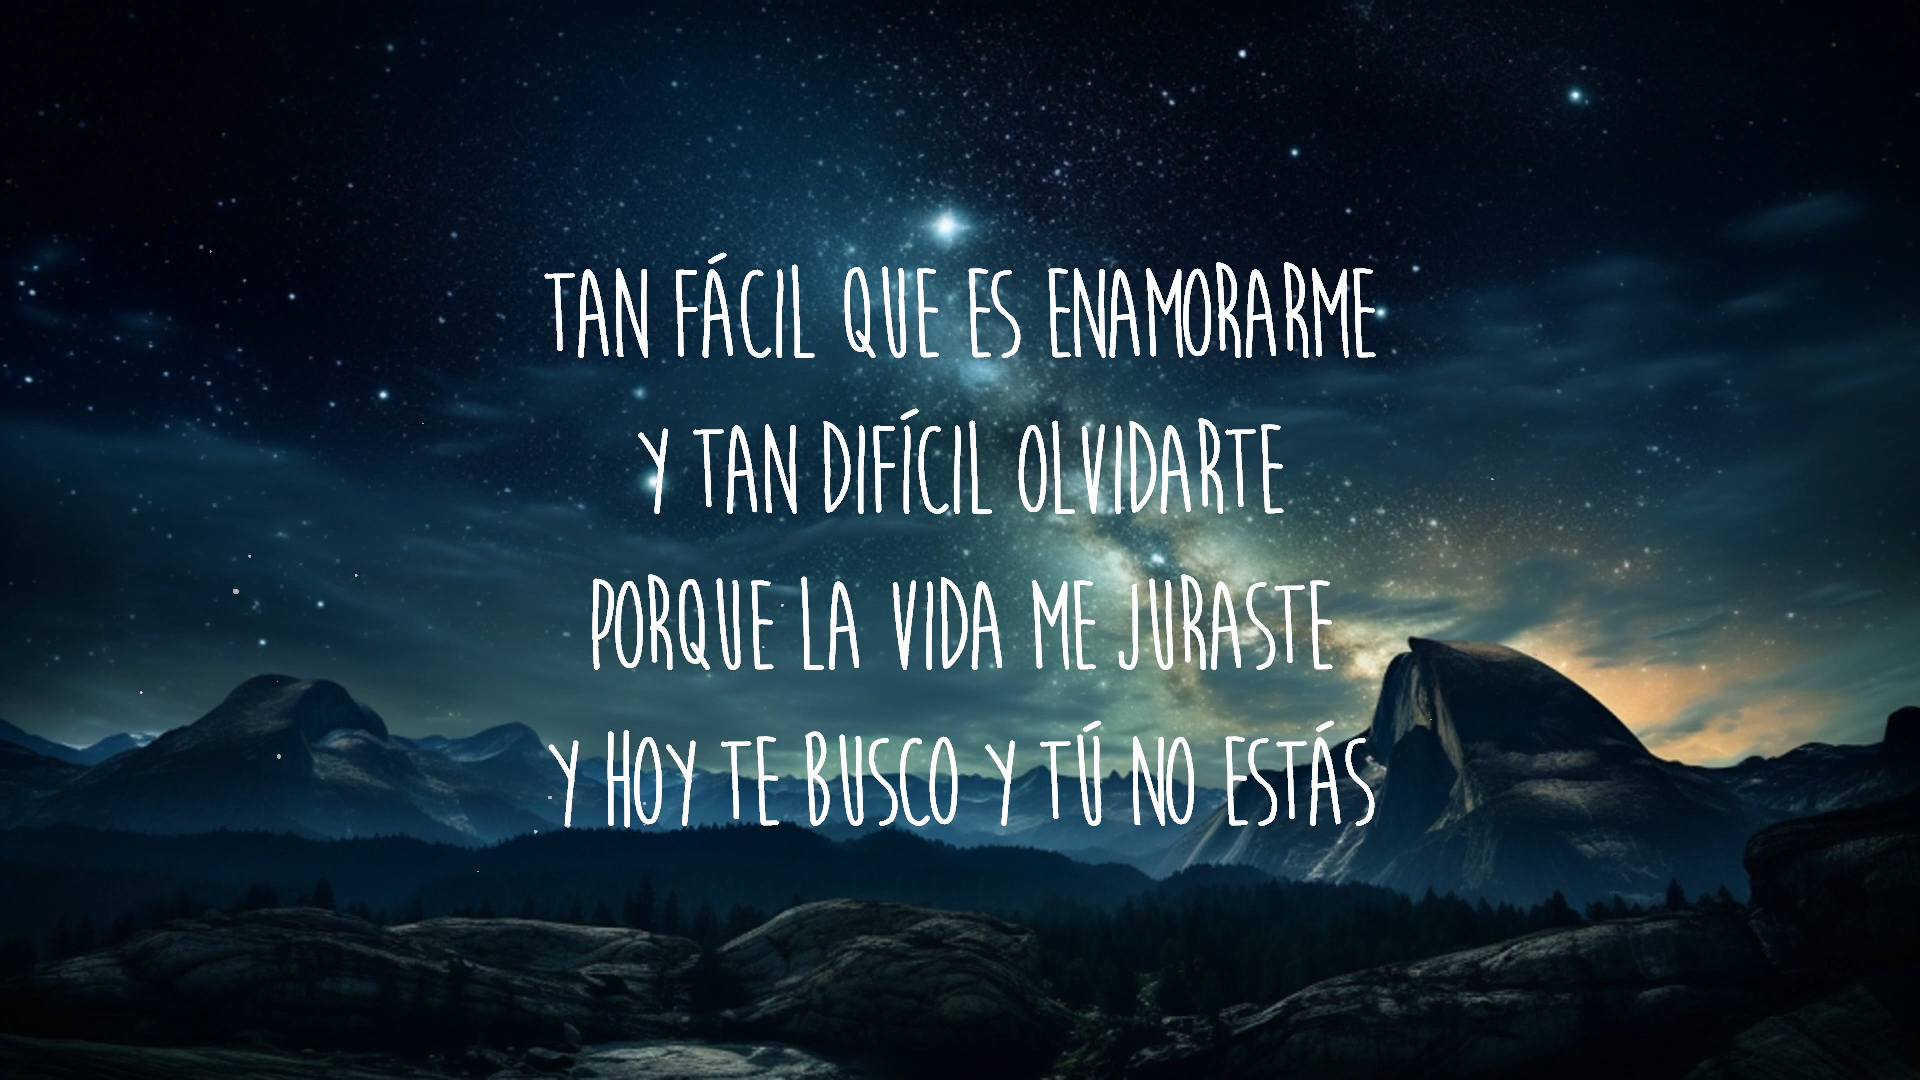 TAN FÁCIL QUE ES ENAMORARME
Y TAN DIFÍCIL OLVIDARTE
PORQUE LA VIDA ME JURASTE
Y HOY TE BUSCO Y TÚ NO ESTÁS